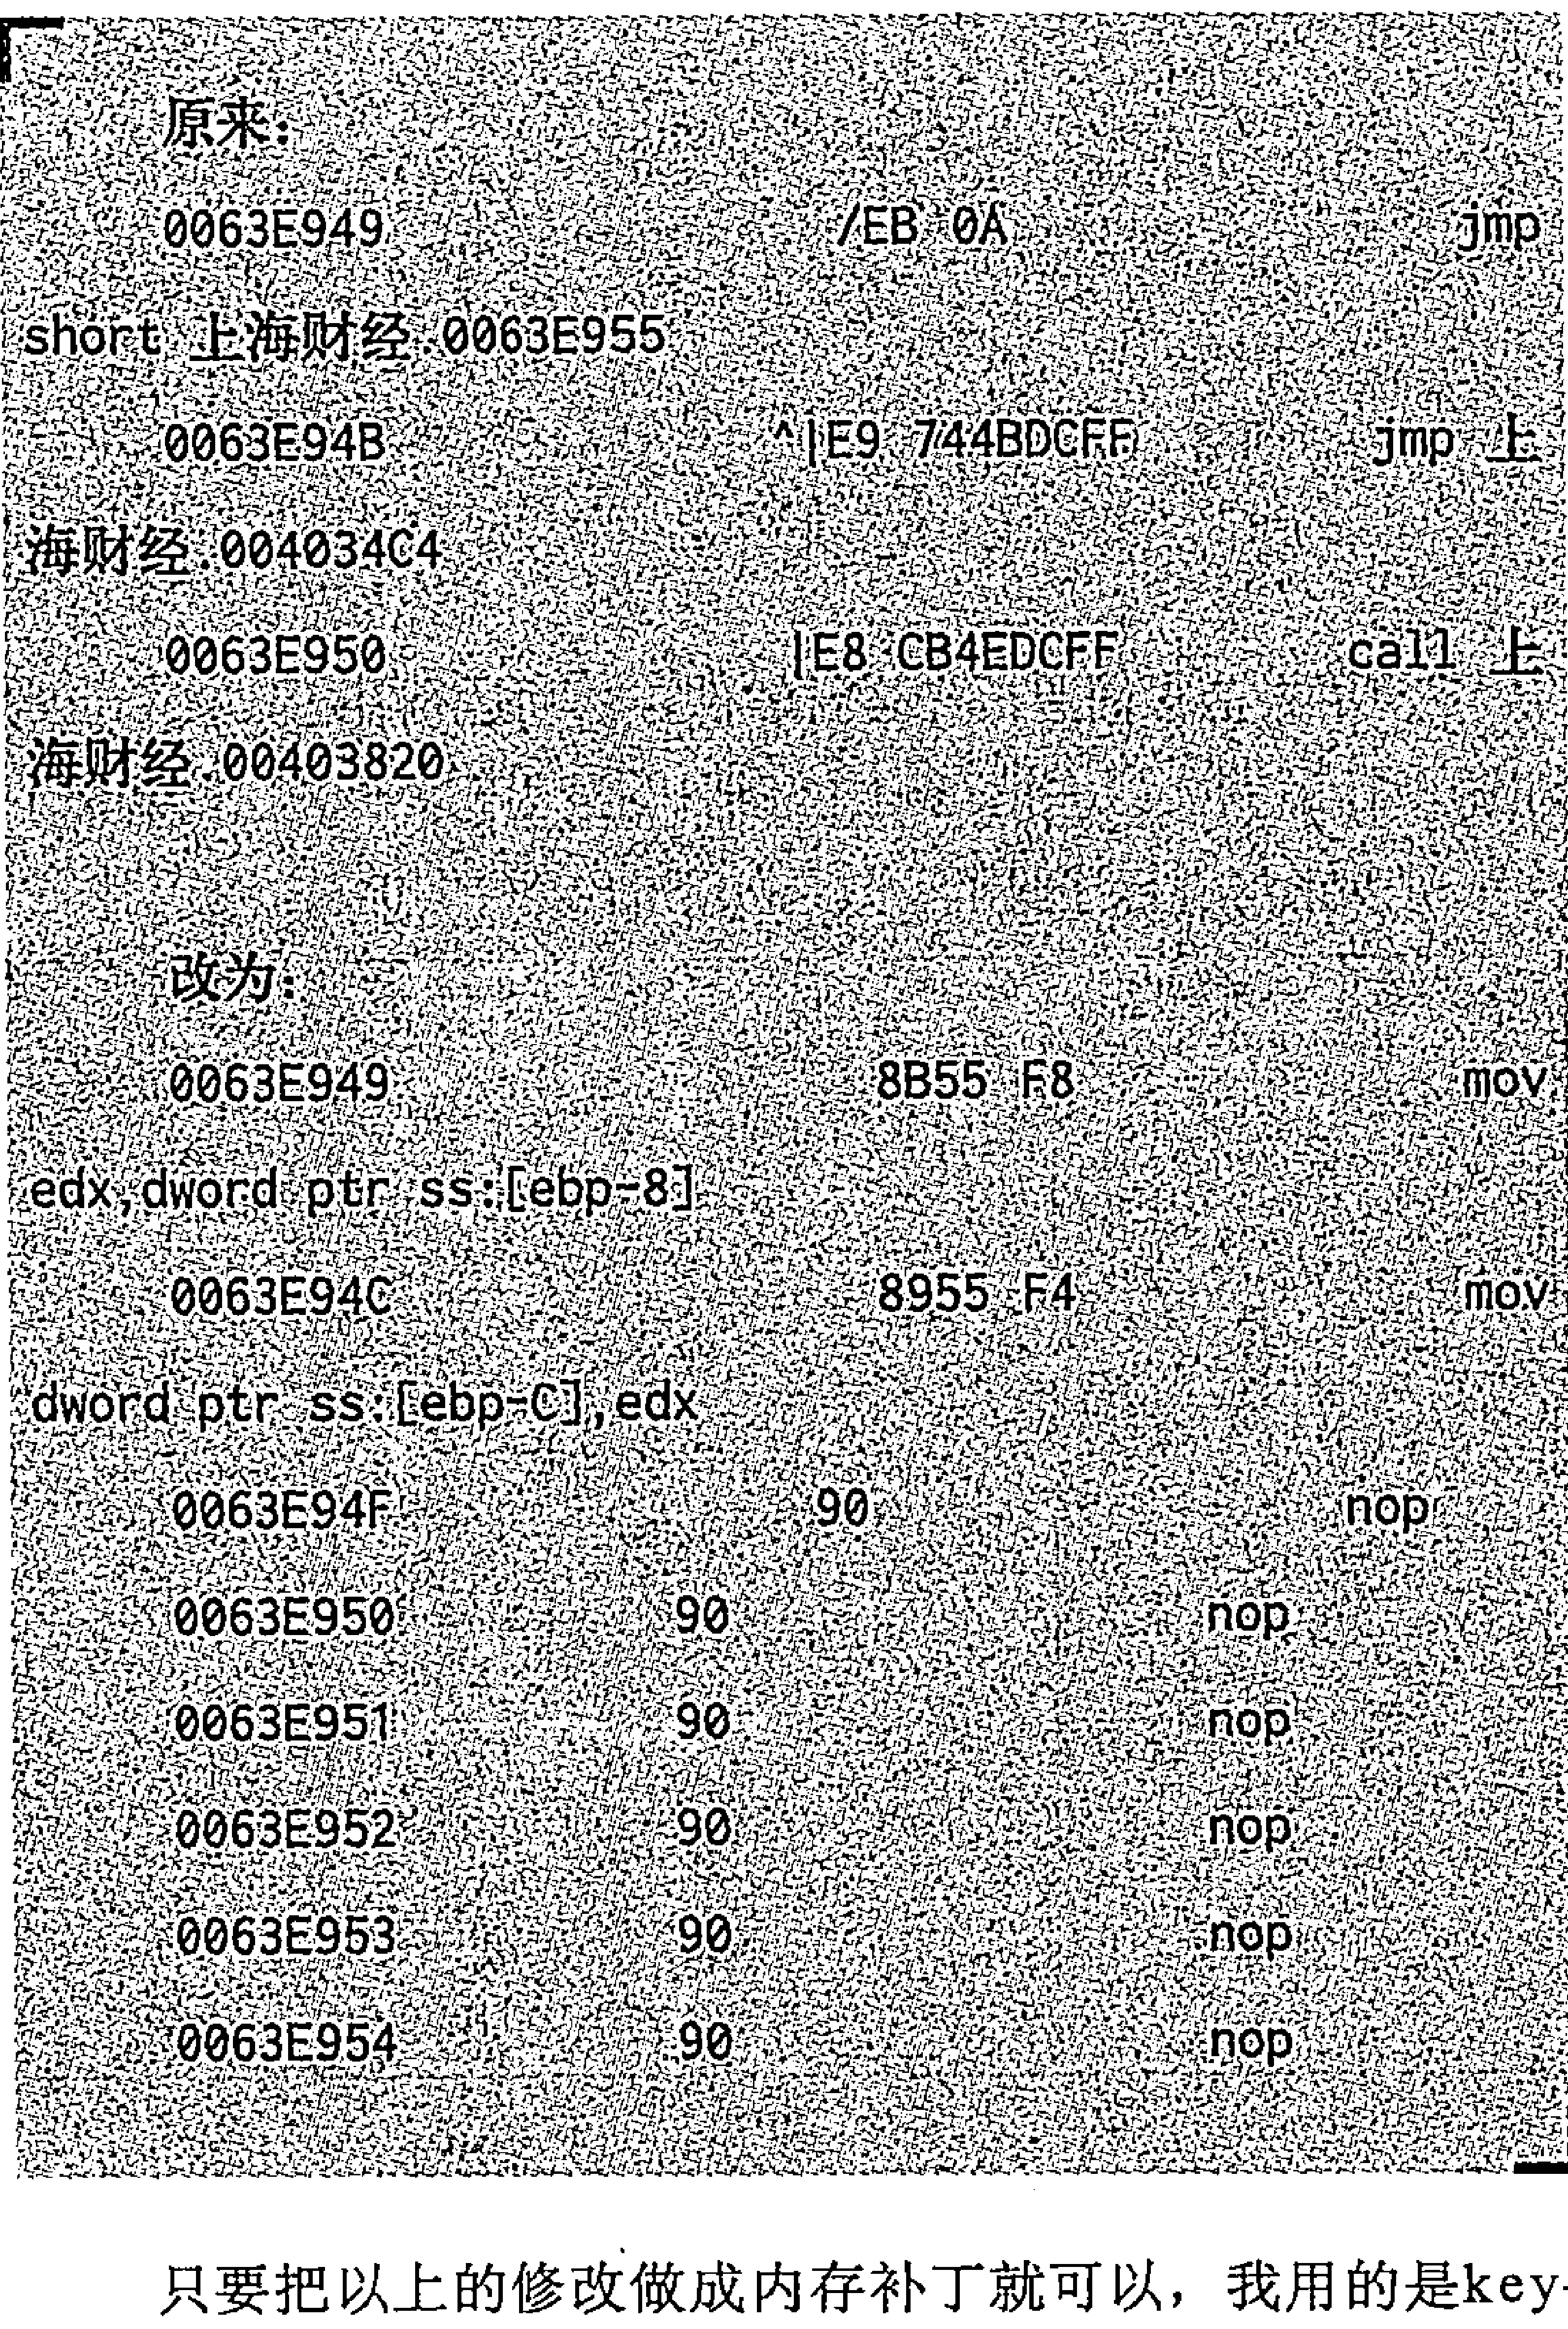 原来：
0063E949 /EB 0A jmp
short 上海财经.0063E955
0063E94B ^|E9 744BDCFF jmp 上
海财经.004034C4
0063E950 |E8 CB4EDCFF call 上
海财经.00403820
改为：
0063E949 8B55 F8 mov
edx,dword ptr ss:[ebp-8]
0063E94C 8955 F4 mov
dword ptr ss:[ebp-C],edx
0063E94F 90 nop
0063E950 90 nop
0063E951 90 nop
0063E952 90 nop
0063E953 90 nop
0063E954 90 nop
只要把以上的修改做成内存补丁就可以，我用的是key-